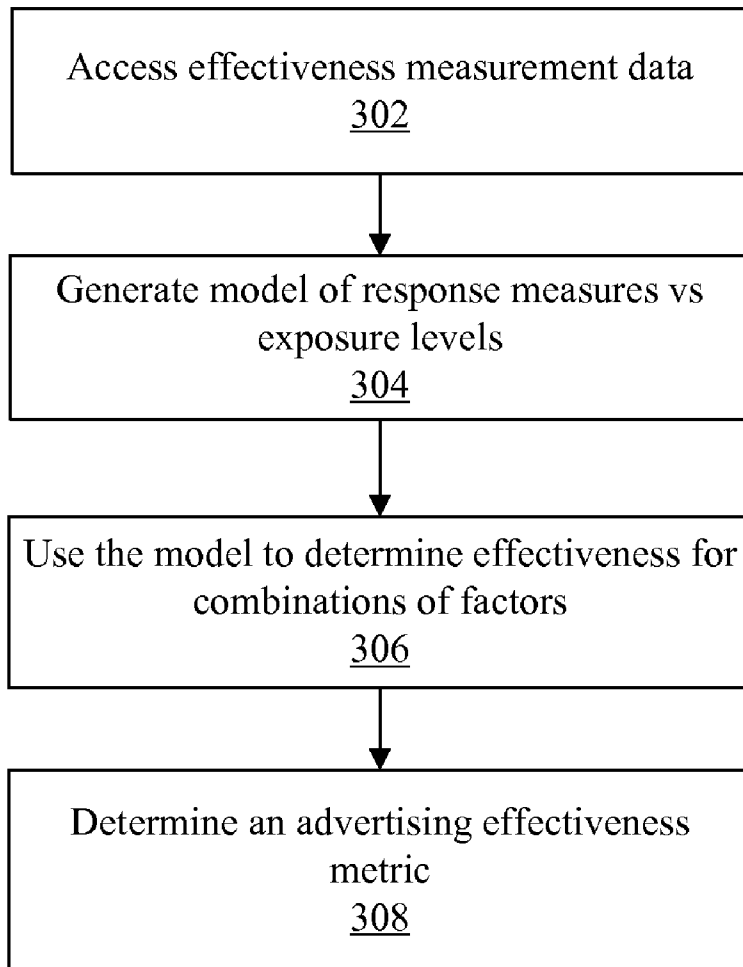 Access effectiveness measurement data
302
Generate model of response measures vs
exposure levels
304
Use the model to determine effectiveness for
combinations of factors
306
Determine an advertising effectiveness
metric
308